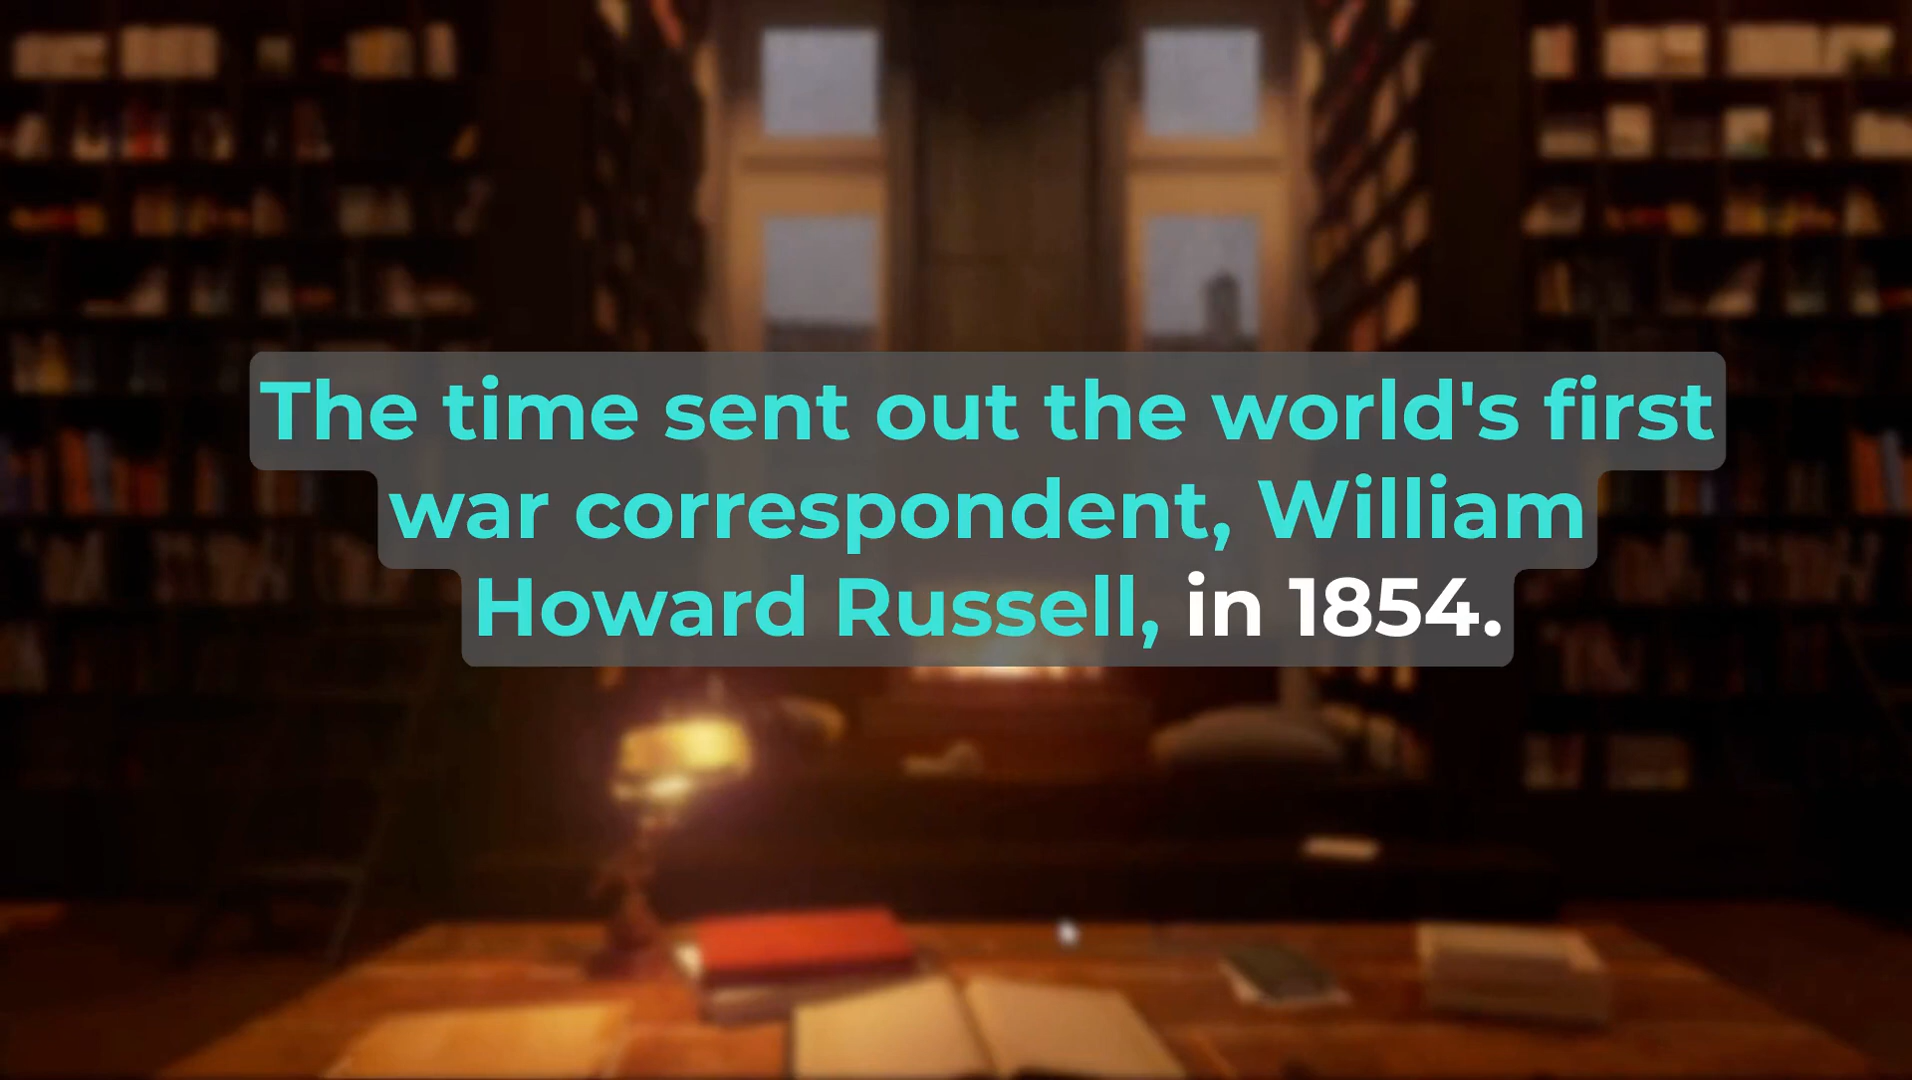 The time sent out the world's first
war correspondent, William
Howard Russell, in 1854.